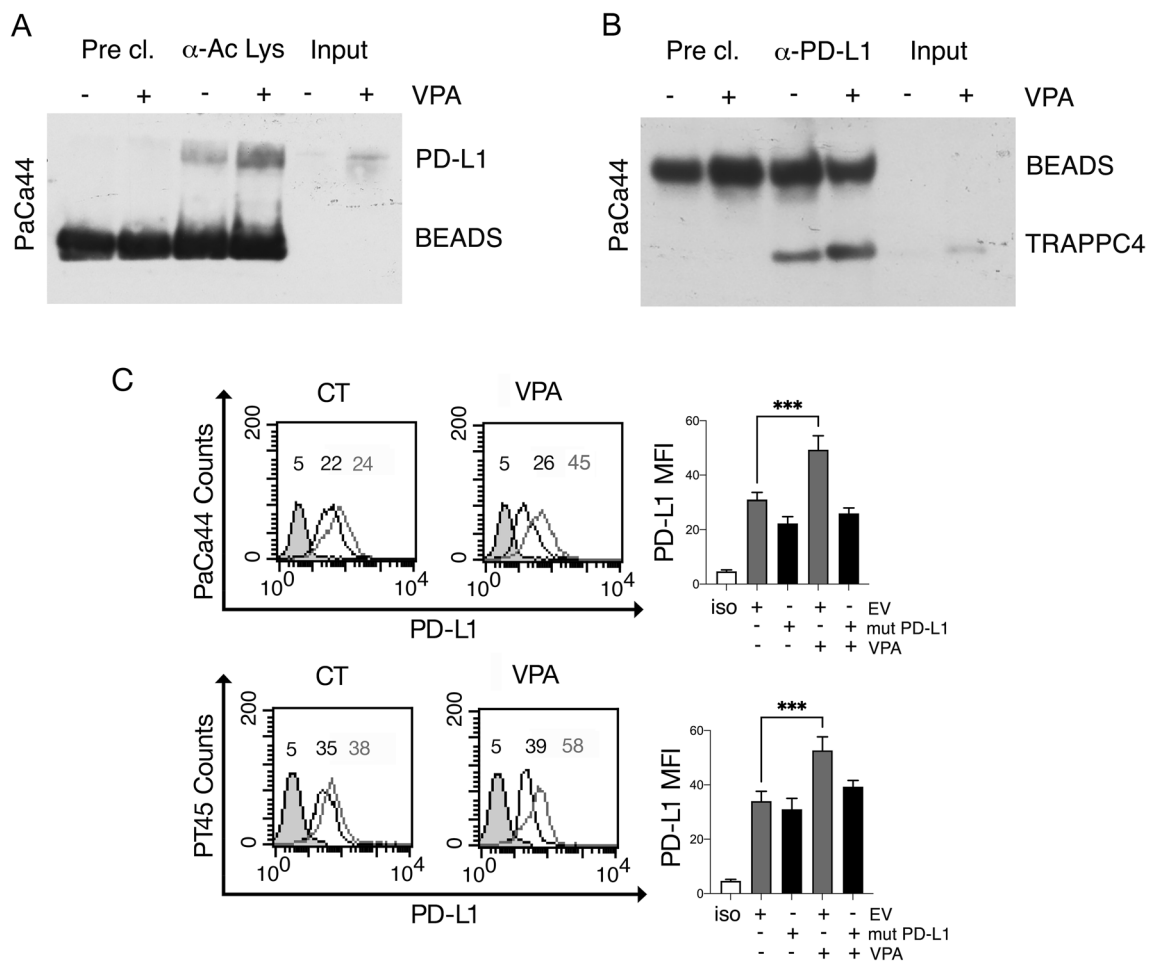 A
Pre cl. α-Ac Lys Input
- + - + - + VPA
PaCa44
PD-L1
BEADS
B
Pre cl. α-PD-L1 Input
- + - + - + VPA
PaCa44
BEADS
TRAPPC4
C
CT
VPA
PaCa44 Counts
200
0
5 22 24
10^0 10^4
200
0
5 26 45
10^0 10^4
PD-L1
PD-L1 MFI
60
40
20
0
***
iso + - + - EV
- + - + mut PD-L1
- - + + VPA
CT
VPA
PT45 Counts
200
0
5 35 38
10^0 10^4
200
0
5 39 58
10^0 10^4
PD-L1
PD-L1 MFI
60
40
20
0
***
iso + - + - EV
- + - + mut PD-L1
- - + + VPA